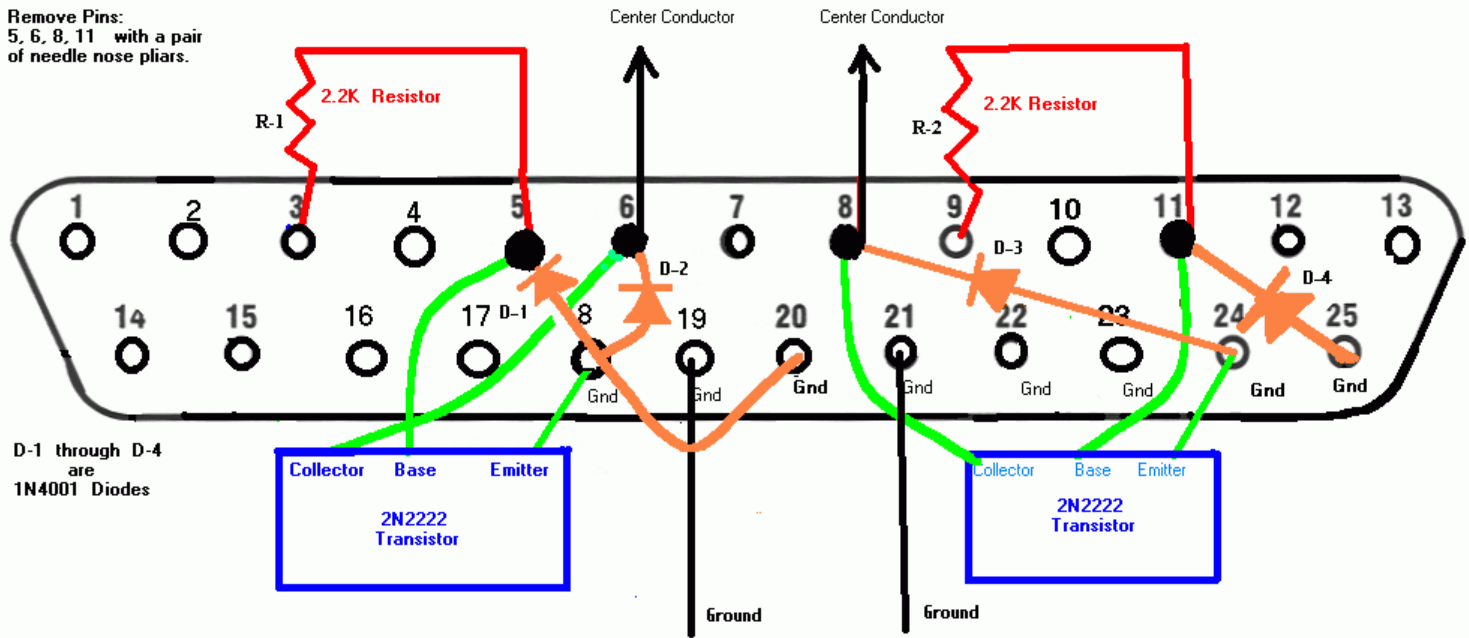 Remove Pins:
5, 6, 8, 11 with a pair
of needle nose pliars.
Center Conductor
Center Conductor
2.2K Resistor
R-1
2.2K Resistor
R-2
1 2 3 4 5 6 7 8 9 10 11 12 13
D-2
D-3
D-4
14 15 16 17 D-1 8 19 20 21 22 23 24 25
Gnd Gnd Gnd Gnd Gnd Gnd Gnd Gnd
D-1 through D-4
are
1N4001 Diodes
Collector Base Emitter
2N2222
Transistor
Collector Base Emitter
2N2222
Transistor
Ground
Ground